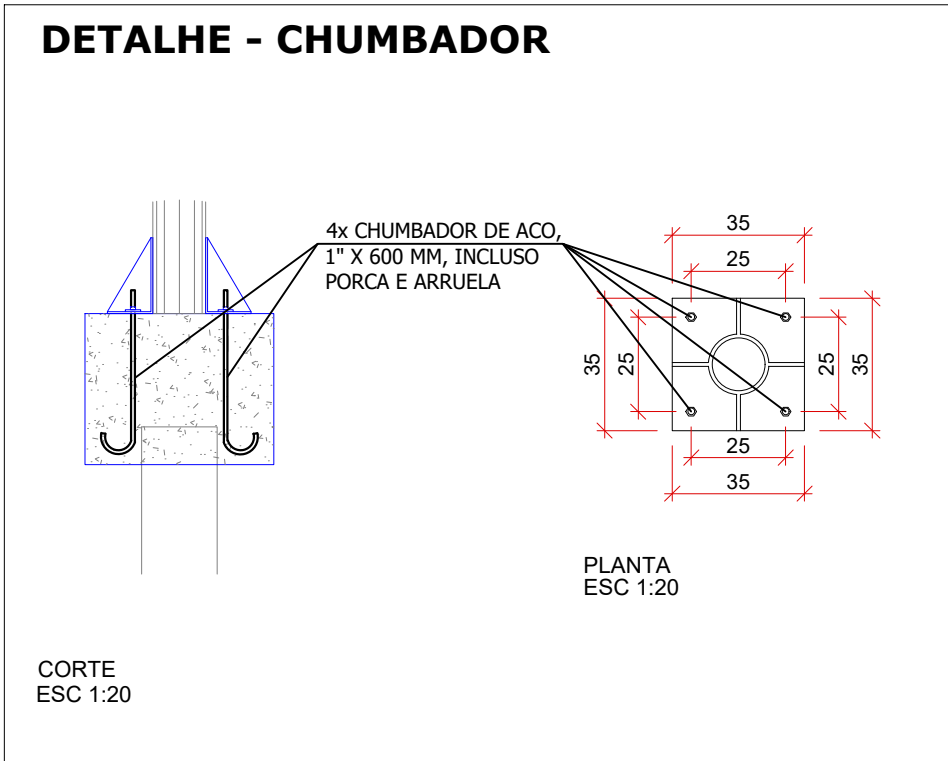 DETALHE - CHUMBADOR
4x CHUMBADOR DE ACO,
1" X 600 MM, INCLUSO
PORCA E ARRUELA
35
25
35
25
25
35
25
35
PLANTA
ESC 1:20
CORTE
ESC 1:20